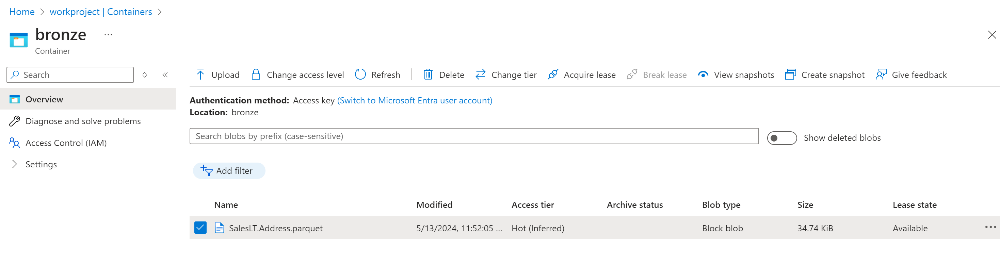 Home > workproject | Containers >
bronze ...
Container
Search
Upload Change access level Refresh Delete Change tier Acquire lease Break lease View snapshots Create snapshot Give feedback
Overview
Diagnose and solve problems
Access Control (IAM)
Settings
Authentication method: Access key (Switch to Microsoft Entra user account)
Location: bronze
Search blobs by prefix (case-sensitive)
Show deleted blobs
Add filter
Name Modified Access tier Archive status Blob type Size Lease state
SalesLT.Address.parquet 5/13/2024, 11:52:05 ... Hot (Inferred) Block blob 34.74 KiB Available ...